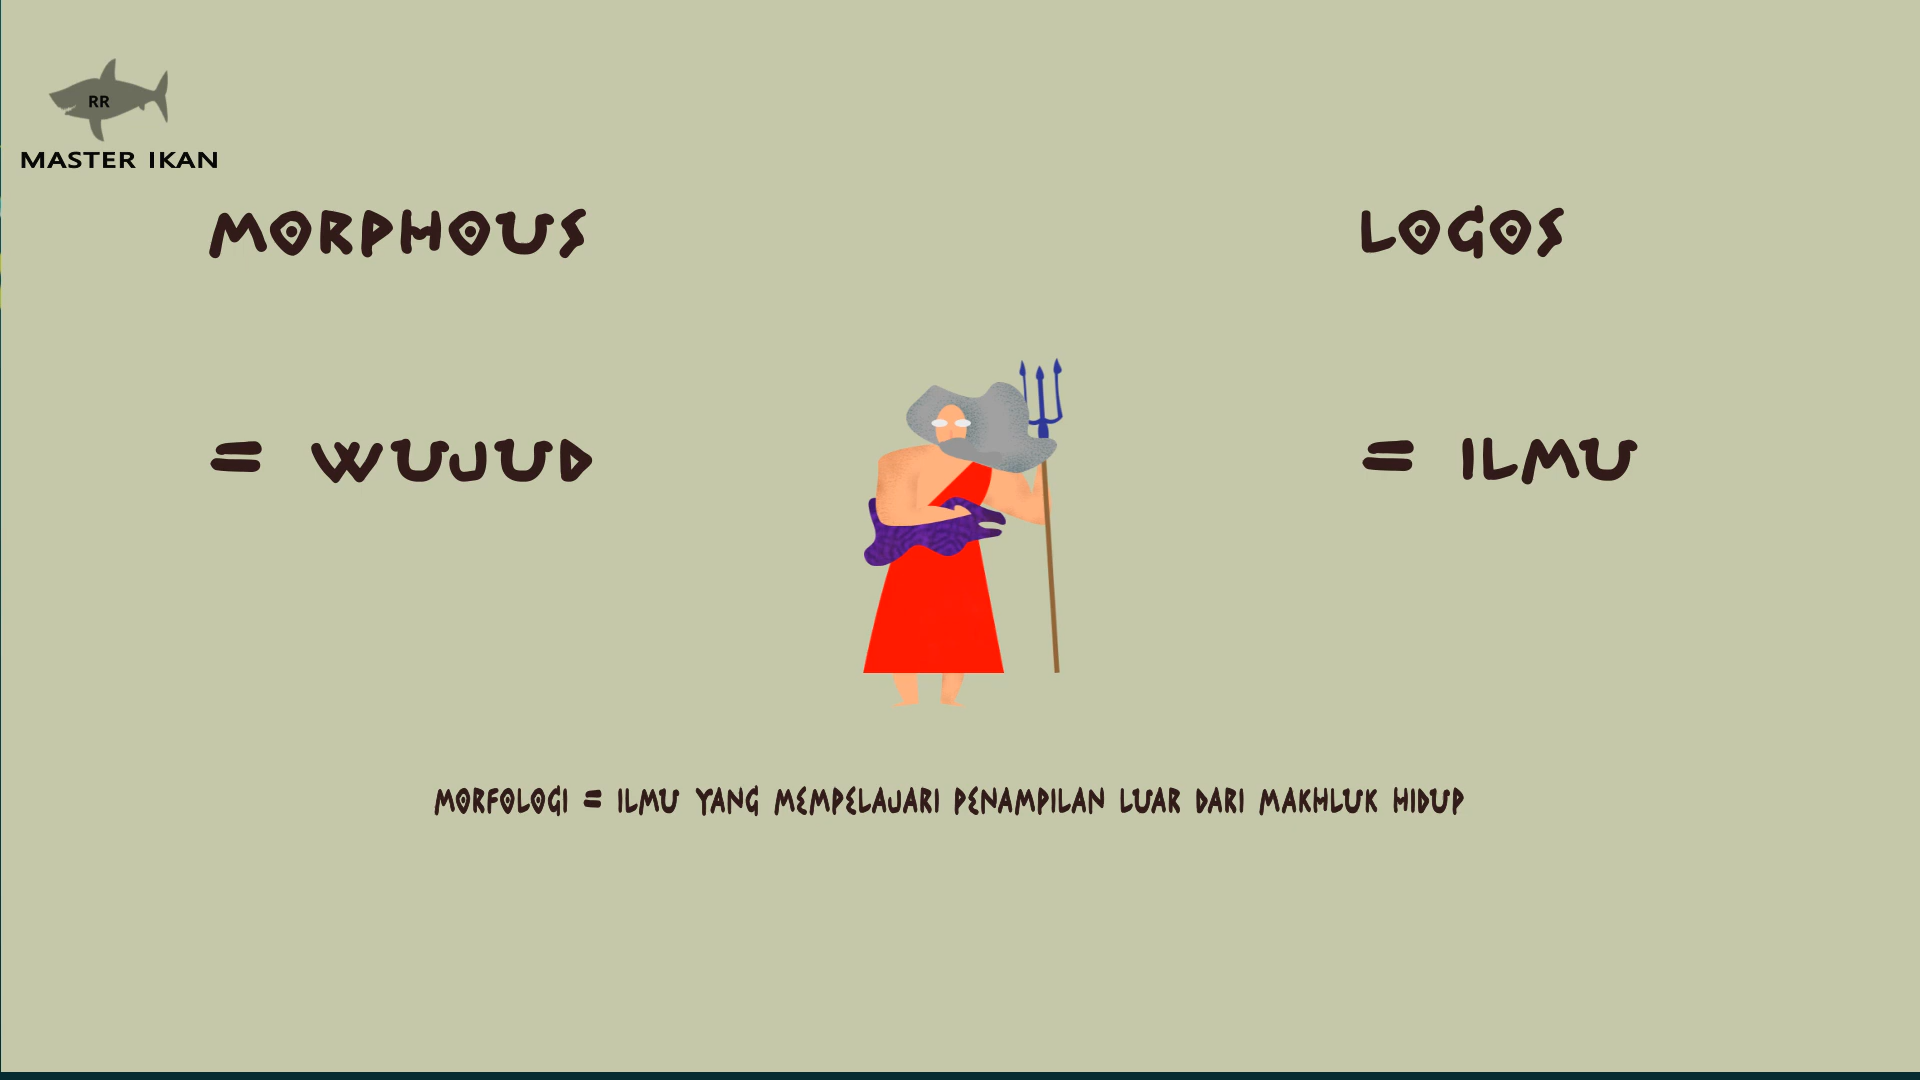 RR
MASTER IKAN
MORPHOUS
LOGOS
= WUJUD
= ILMU
MORFOLOGI = ILMU YANG MEMPELAJARI PENAMPILAN LUAR DARI MAKHLUK HIDUP